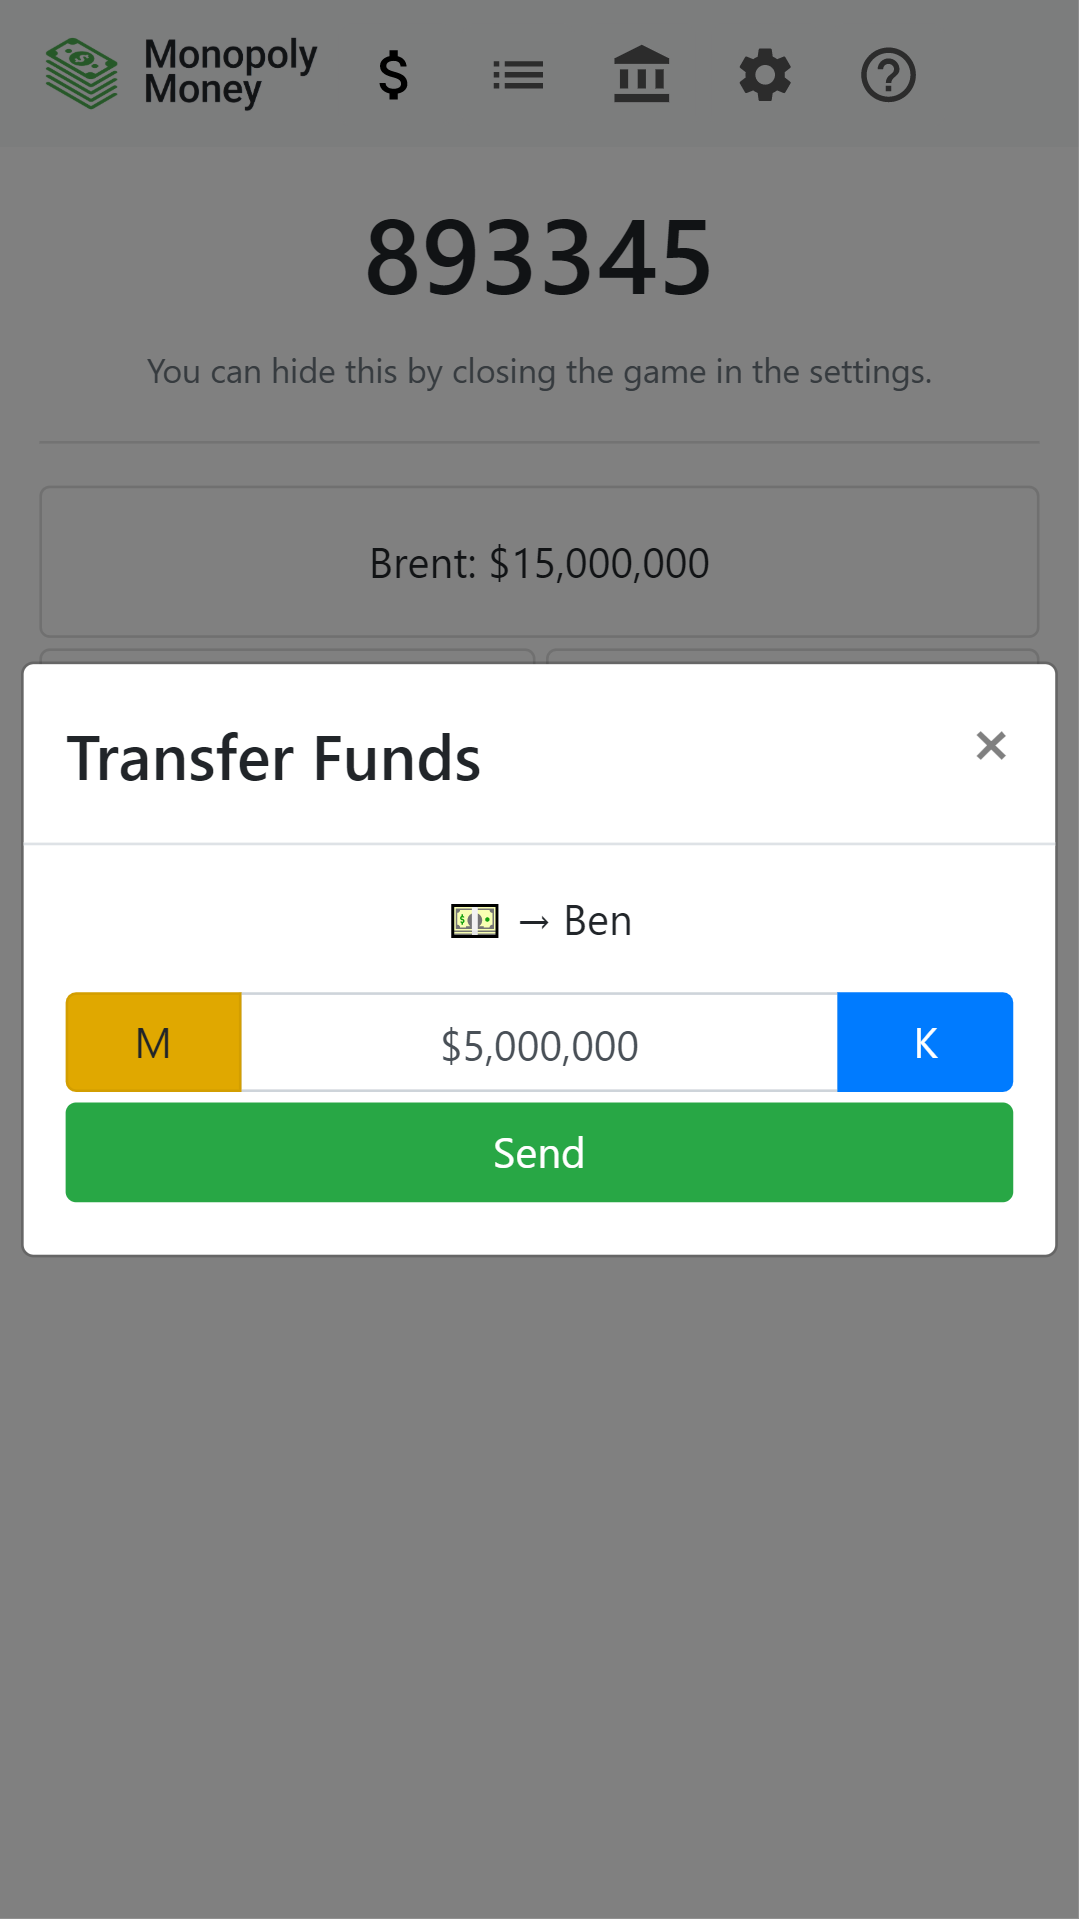 Monopoly
Money
$
893345
You can hide this by closing the game in the settings.
Brent: $15,000,000
Transfer Funds
×
💵 → Ben
M
$5,000,000
K
Send